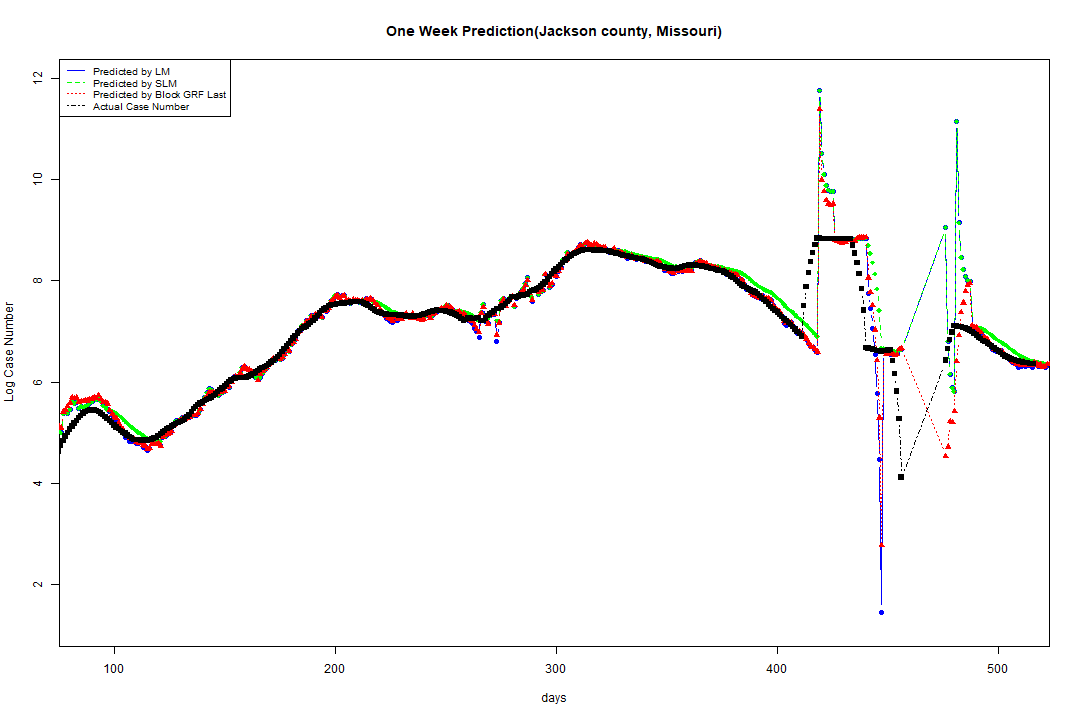 One Week Prediction(Jackson county, Missouri)
Predicted by LM
Predicted by SLM
Predicted by Block GRF Last
Actual Case Number
12
10
8
6
4
2
Log Case Number
100 200 300 400 500
days